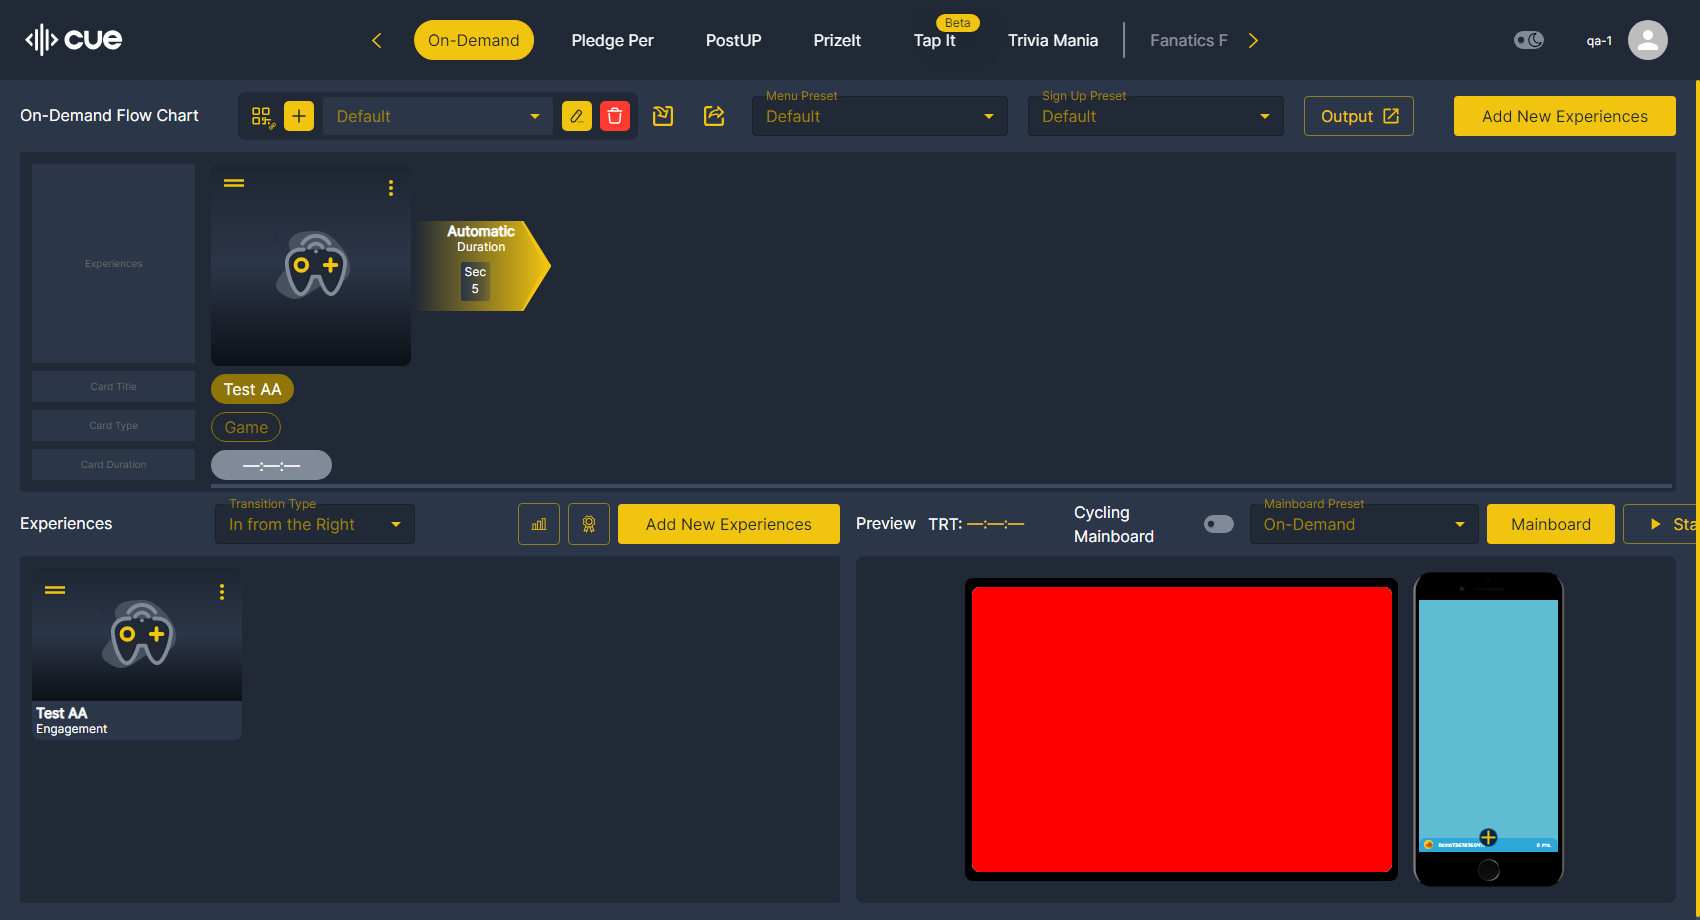 cue
On-Demand
Pledge Per
PostUP
PrizeIt
Beta
Tap It
Trivia Mania
Fanatics F
qa-1
On-Demand Flow Chart
Default
Menu Preset
Default
Sign Up Preset
Default
Output
Add New Experiences
Experiences
Automatic
Duration
Sec
5
Card Title
Test AA
Card Type
Game
Card Duration
—:—:—
Experiences
Transition Type
In from the Right
Add New Experiences
Preview
TRT: —:—:—
Cycling
Mainboard
Mainboard Preset
On-Demand
Mainboard
Sta
Test AA
Engagement
0 PTS.